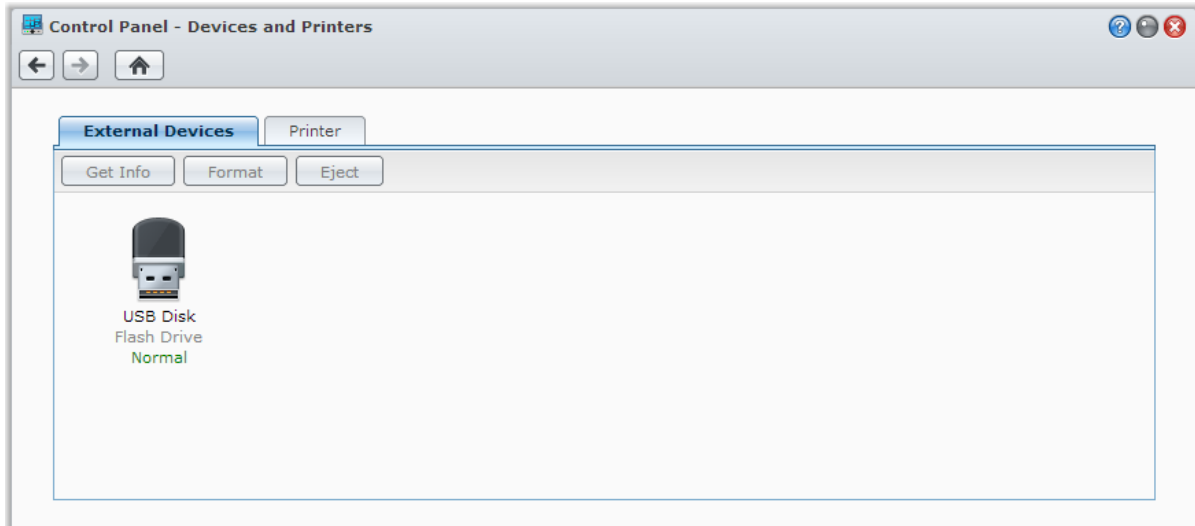 Control Panel - Devices and Printers
External Devices
Printer
Get Info
Format
Eject
USB Disk
Flash Drive
Normal